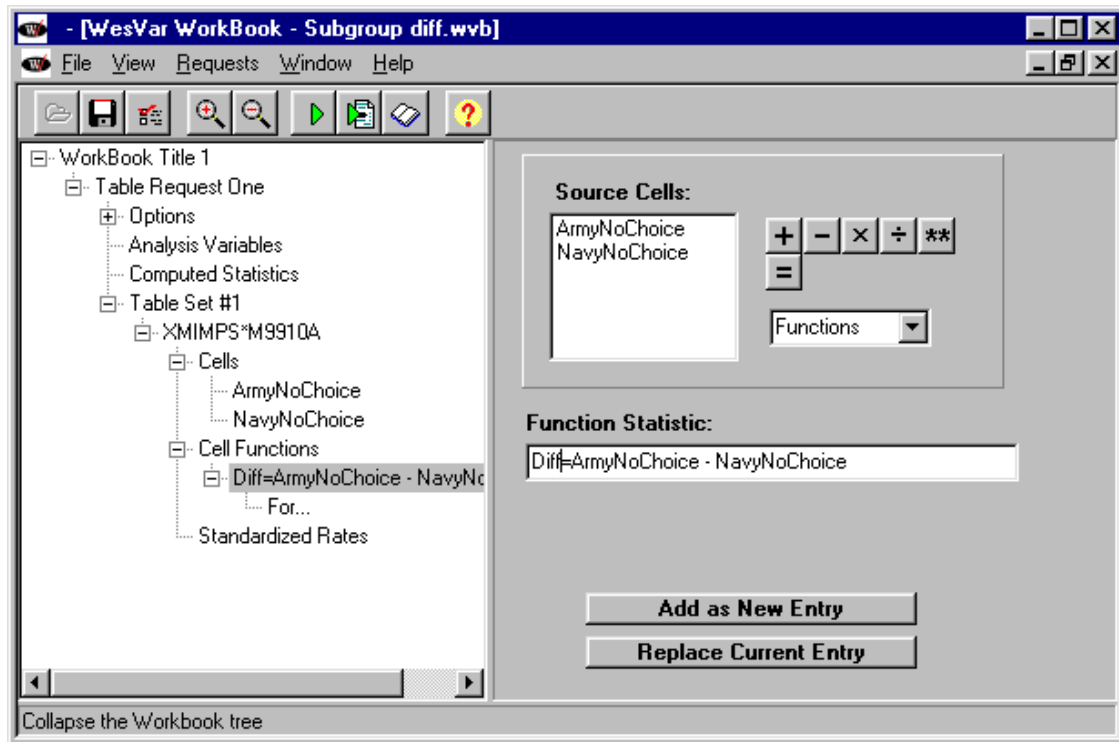 - [WesVar WorkBook - Subgroup diff.wvb]
File View Requests Window Help
WorkBook Title 1
Table Request One
Options
Analysis Variables
Computed Statistics
Table Set #1
XMIMPS*M9910A
Cells
ArmyNoChoice
NavyNoChoice
Cell Functions
Diff=ArmyNoChoice - NavyNc
For...
Standardized Rates
Source Cells:
ArmyNoChoice
NavyNoChoice
+ − × ÷ **
=
Functions
Function Statistic:
Diff=ArmyNoChoice - NavyNoChoice
Add as New Entry
Replace Current Entry
Collapse the Workbook tree